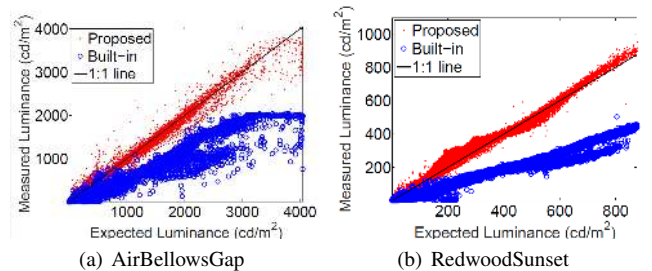 Measured Luminance (cd/m²)
4000
3000
2000
1000
Proposed
Built-in
1:1 line
1000 2000 3000 4000
Expected Luminance (cd/m²)
(a) AirBellowsGap
Measured Luminance (cd/m²)
1000
800
600
400
200
Proposed
Built-in
1:1 line
200 400 600 800
Expected Luminance (cd/m²)
(b) RedwoodSunset